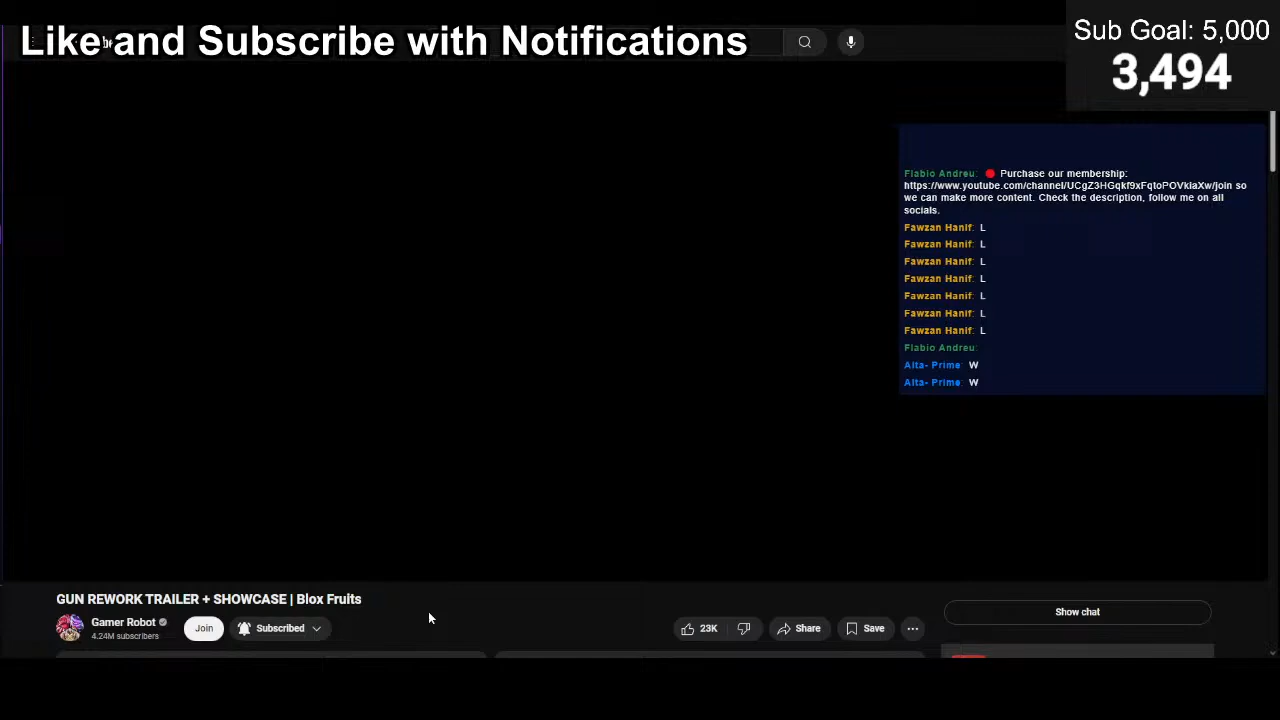 Like and Subscribe with Notifications
Sub Goal: 5,000
3,494
Flabio Andreu: 🔴 Purchase our membership:
https://www.youtube.com/channel/UCgZ3HGqkf9xFqtoPOVklaXw/join so
we can make more content. Check the description, follow me on all
socials.
Fawzan Hanif: L
Fawzan Hanif: L
Fawzan Hanif: L
Fawzan Hanif: L
Fawzan Hanif: L
Fawzan Hanif: L
Fawzan Hanif: L
Flabio Andreu:
Alta- Prime: W
Alta- Prime: W
GUN REWORK TRAILER + SHOWCASE | Blox Fruits
Gamer Robot
4.24M subscribers
Join
Subscribed
23K
Share
Save
Show chat